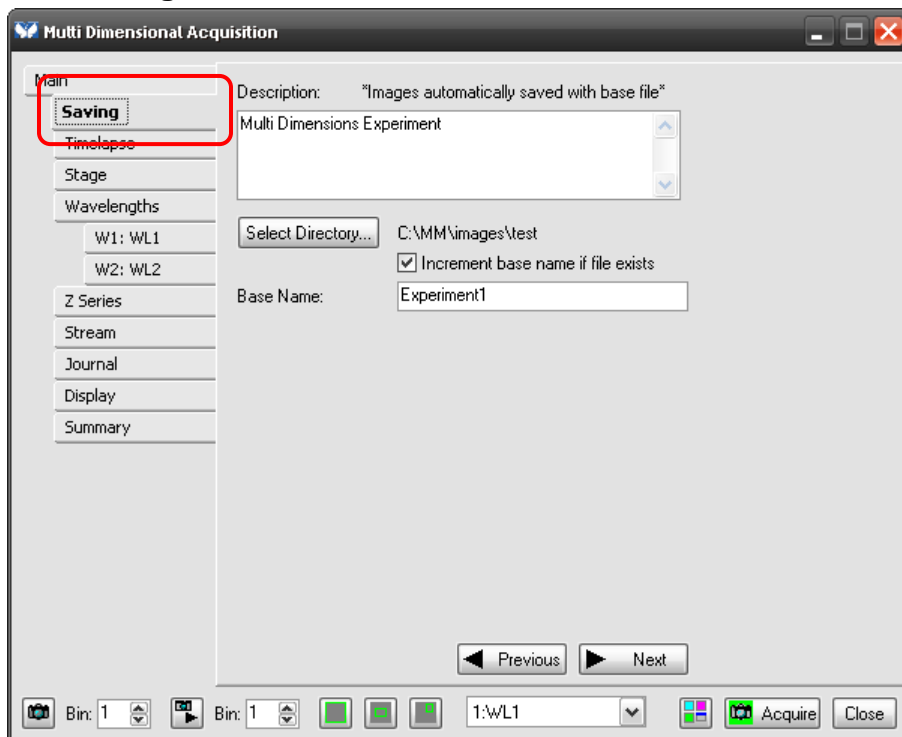 Multi Dimensional Acquisition
Main
Saving
Timelapse
Stage
Wavelengths
W1: WL1
W2: WL2
Z Series
Stream
Journal
Display
Summary
Description: *Images automatically saved with base file*
Multi Dimensions Experiment
Select Directory... C:\MM\images\test
Increment base name if file exists
Base Name: Experiment1
Previous Next
Bin: 1 Bin: 1 1:WL1 Acquire Close